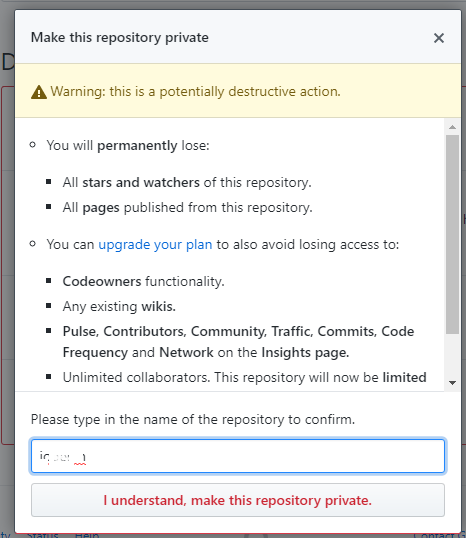 Make this repository private
Warning: this is a potentially destructive action.
You will permanently lose:
All stars and watchers of this repository.
All pages published from this repository.
You can upgrade your plan to also avoid losing access to:
Codeowners functionality.
Any existing wikis.
Pulse, Contributors, Community, Traffic, Commits, Code
Frequency and Network on the Insights page.
Unlimited collaborators. This repository will now be limited
Please type in the name of the repository to confirm.
I understand, make this repository private.
Status Help